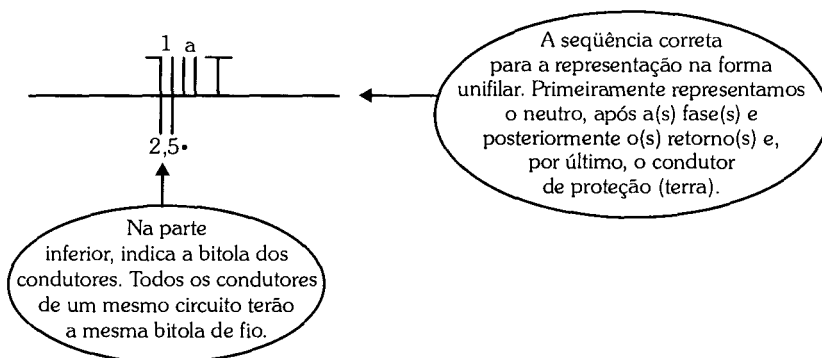 1 a
A seqüência correta
para a representação na forma
unifilar. Primeiramente representamos
o neutro, após a(s) fase(s) e
posteriormente o(s) retorno(s) e,
por último, o condutor
de proteção (terra).
2,5•
Na parte
inferior, indica a bitola dos
condutores. Todos os condutores
de um mesmo circuito terão
a mesma bitola de fio.